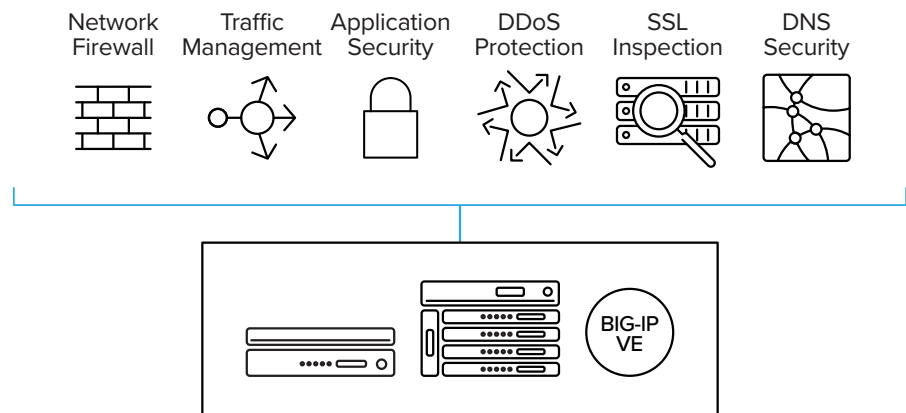 Network
Firewall
Traffic
Management
Application
Security
DDoS
Protection
SSL
Inspection
DNS
Security
BIG-IP
VE